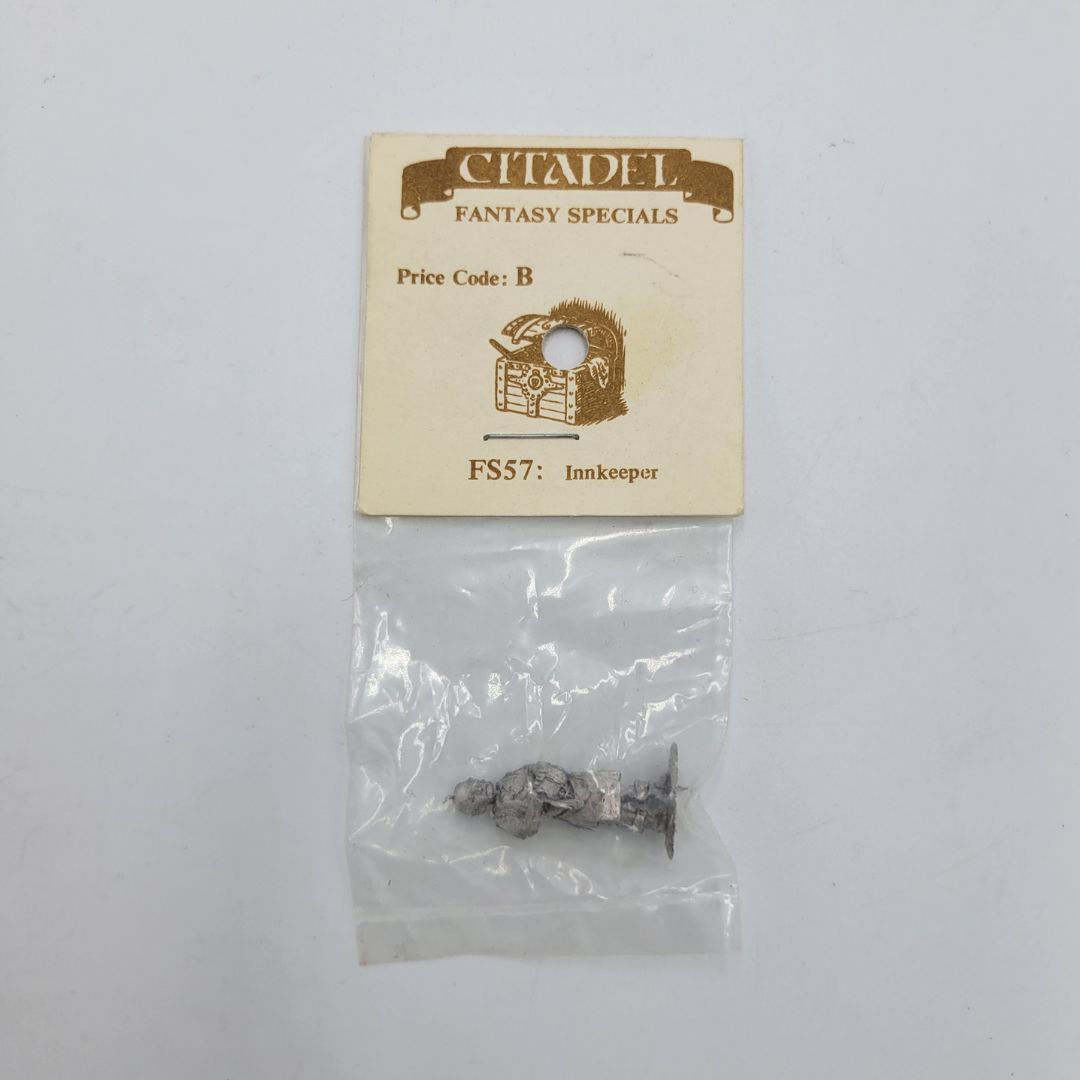 CITADEL
FANTASY SPECIALS
Price Code: B
FS57: Innkeeper